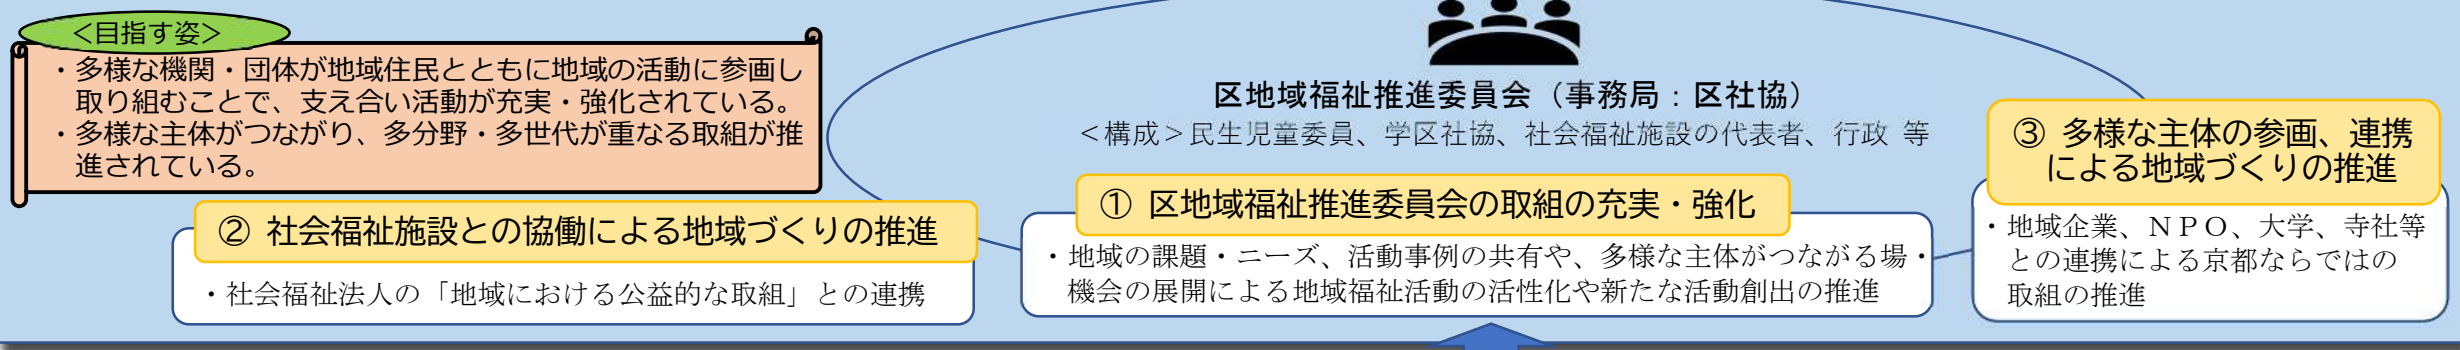 ＜目指す姿＞
・多様な機関・団体が地域住民とともに地域の活動に参画し
取り組むことで、支え合い活動が充実・強化されている。
・多様な主体がつながり、多分野・多世代が重なる取組が推
進されている。
区地域福祉推進委員会（事務局：区社協）
＜構成＞民生児童委員、学区社協、社会福祉施設の代表者、行政 等
① 区地域福祉推進委員会の取組の充実・強化
・地域の課題・ニーズ、活動事例の共有や、多様な主体がつながる場・
機会の展開による地域福祉活動の活性化や新たな活動創出の推進
② 社会福祉施設との協働による地域づくりの推進
・社会福祉法人の「地域における公益的な取組」との連携
③ 多様な主体の参画、連携
による地域づくりの推進
・地域企業、ＮＰＯ、大学、寺社等
との連携による京都ならではの
取組の推進